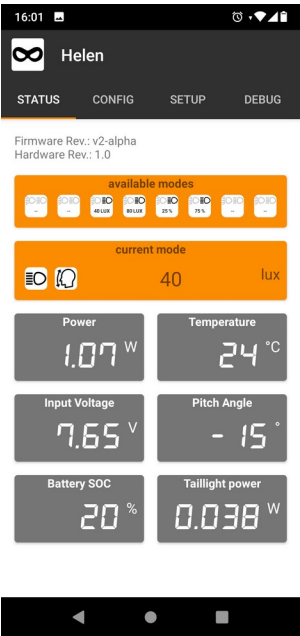 16:01
Helen
STATUS CONFIG SETUP DEBUG
Firmware Rev.: v2-alpha
Hardware Rev.: 1.0
available modes
-- -- 40 LUX 80 LUX 25 % 75 % -- --
current mode
40 lux
Power Temperature
1.07 W 24 °C
Input Voltage Pitch Angle
7.65 V - 15 °
Battery SOC Taillight power
20 % 0.038 W